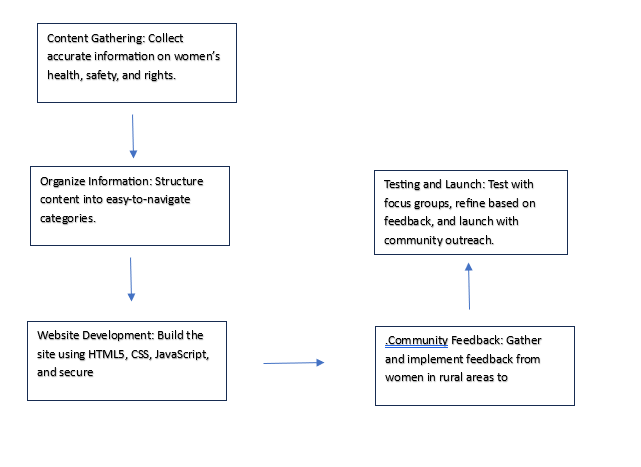 Content Gathering: Collect
accurate information on women's
health, safety, and rights.
Organize Information: Structure
content into easy-to-navigate
categories.
Website Development: Build the
site using HTML5, CSS, JavaScript,
and secure
.Community Feedback: Gather
and implement feedback from
women in rural areas to
Testing and Launch: Test with
focus groups, refine based on
feedback, and launch with
community outreach.